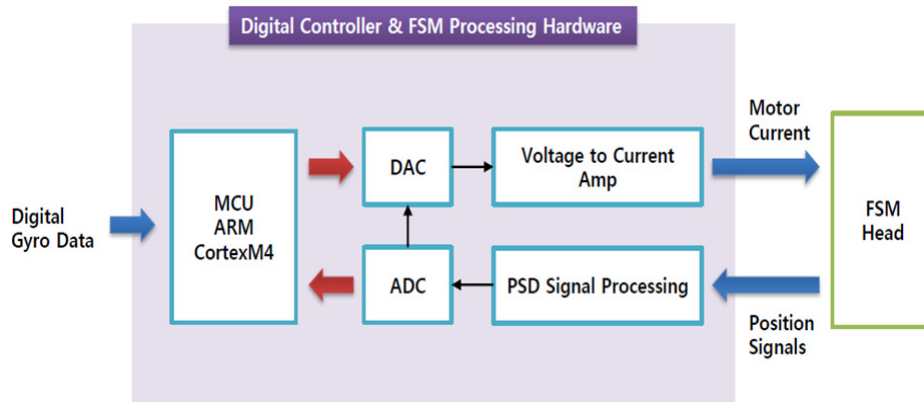 Digital Controller & FSM Processing Hardware
Digital
Gyro Data
MCU
ARM
CortexM4
DAC
Voltage to Current
Amp
Motor
Current
FSM
Head
ADC
PSD Signal Processing
Position
Signals